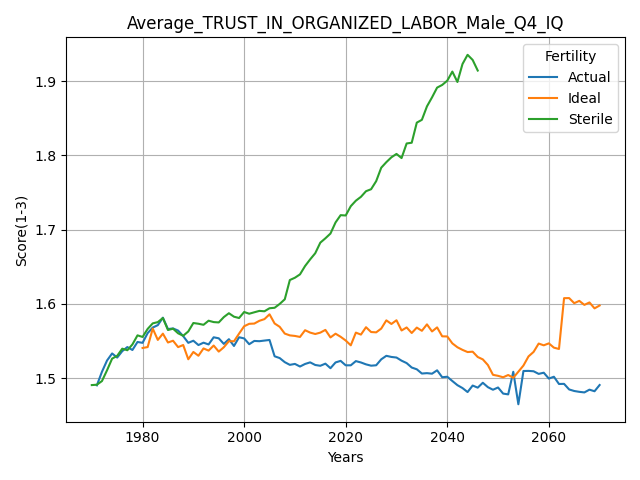 Average_TRUST_IN_ORGANIZED_LABOR_Male_Q4_IQ
Fertility
Actual
Ideal
Sterile
Score(1-3)
1.9
1.8
1.7
1.6
1.5
1980
2000
2020
2040
2060
Years